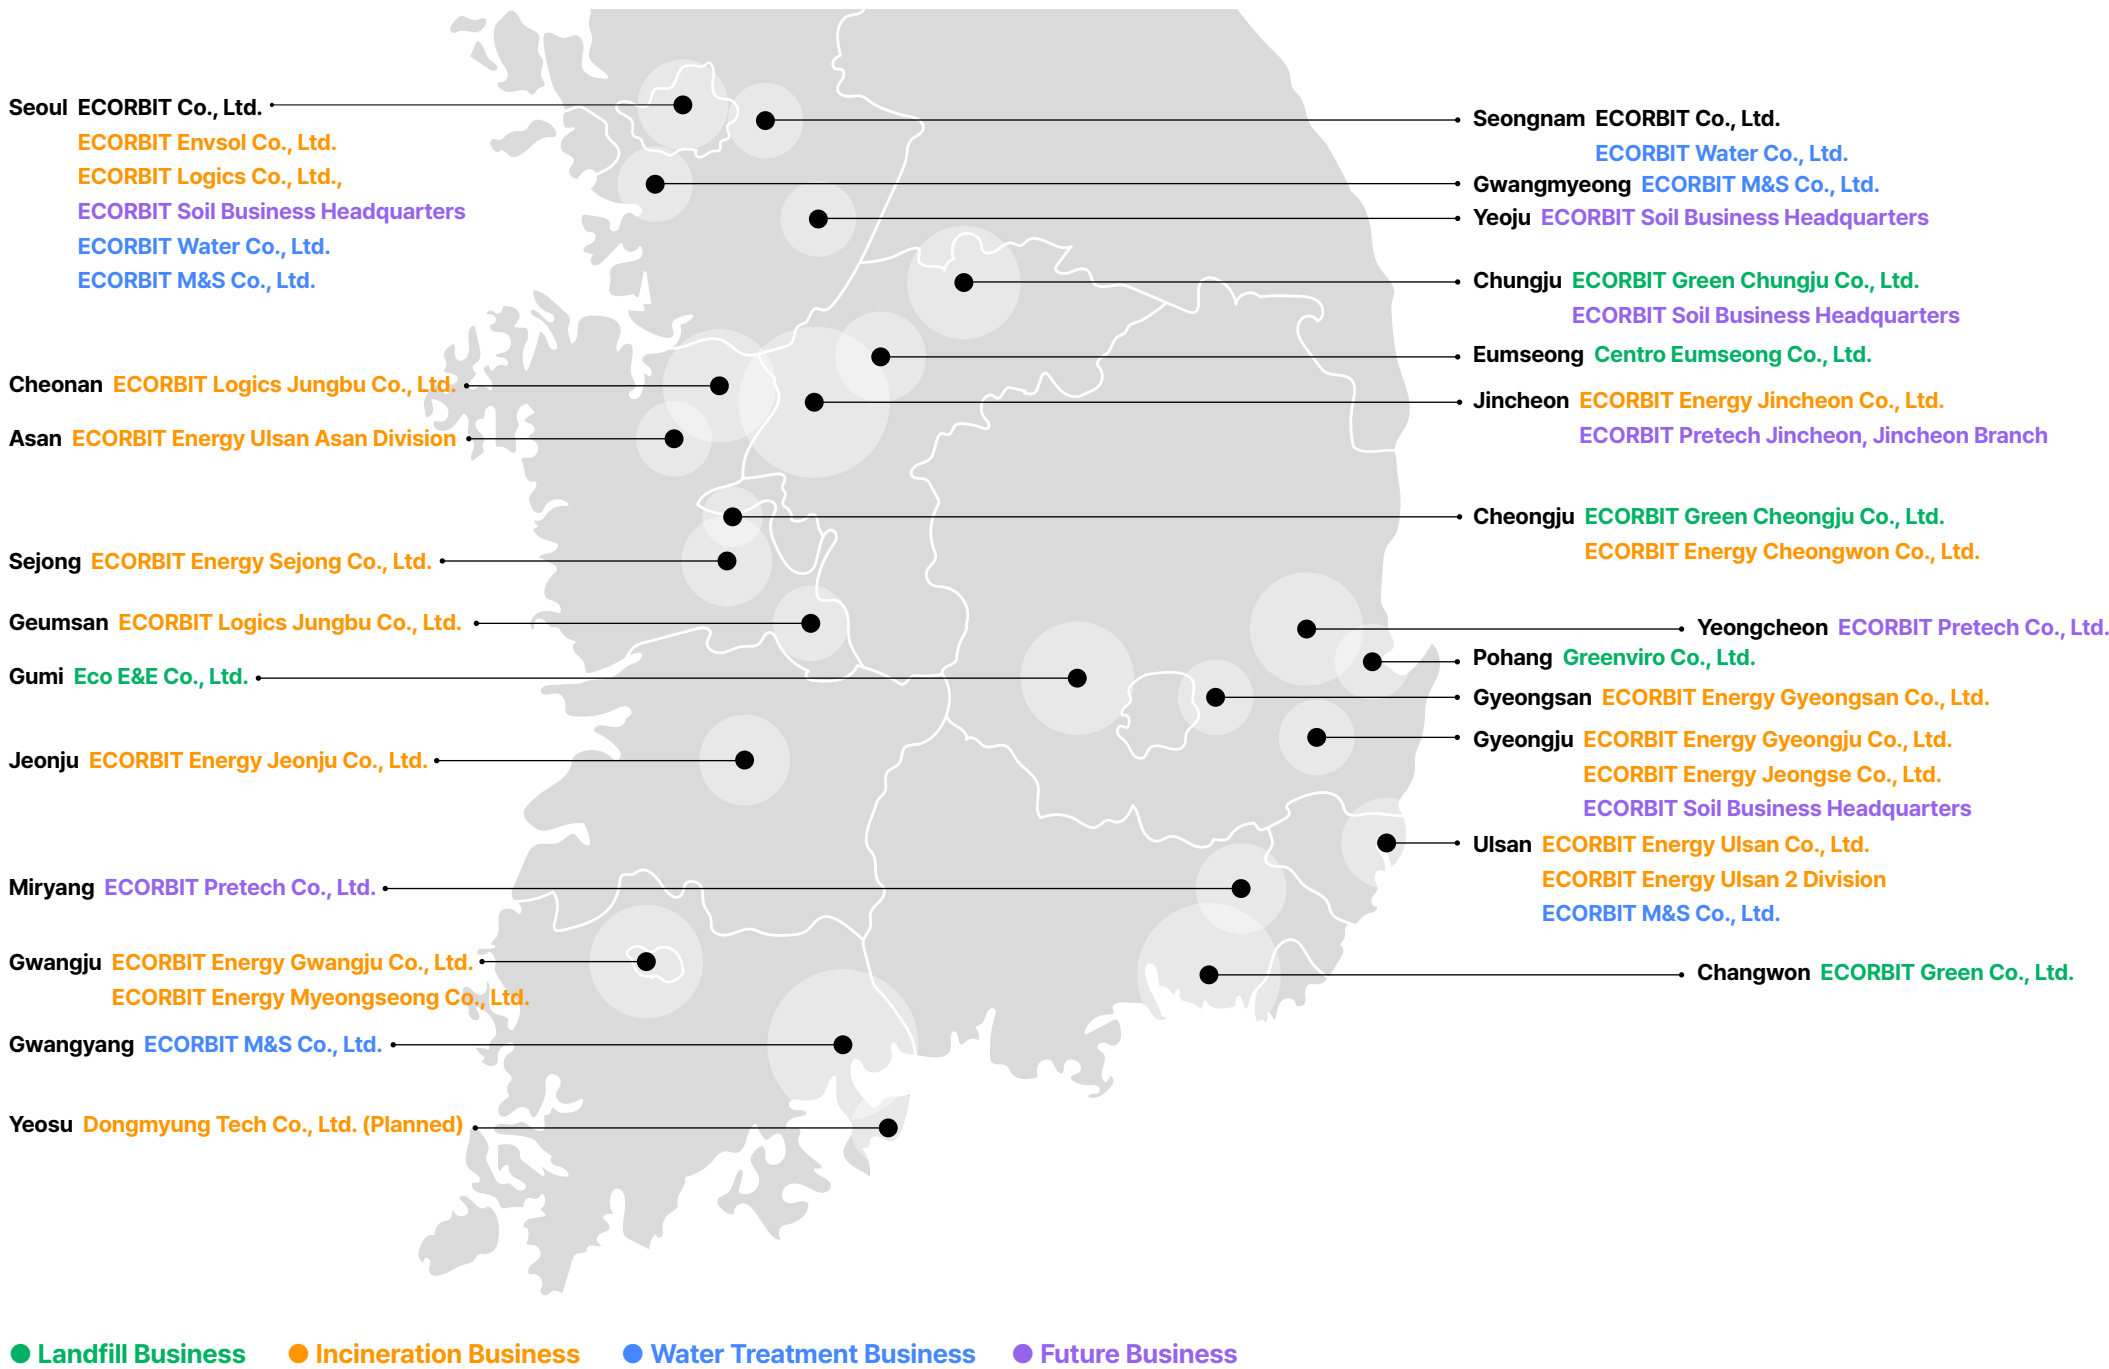 Seoul ECORBIT Co., Ltd.
ECORBIT Envsol Co., Ltd.
ECORBIT Logics Co., Ltd.,
ECORBIT Soil Business Headquarters
ECORBIT Water Co., Ltd.
ECORBIT M&S Co., Ltd.
Cheonan ECORBIT Logics Jungbu Co., Ltd.
Asan ECORBIT Energy Ulsan Asan Division
Sejong ECORBIT Energy Sejong Co., Ltd.
Geumsan ECORBIT Logics Jungbu Co., Ltd.
Gumi Eco E&E Co., Ltd.
Jeonju ECORBIT Energy Jeonju Co., Ltd.
Miryang ECORBIT Pretech Co., Ltd.
Gwangju ECORBIT Energy Gwangju Co., Ltd.
ECORBIT Energy Myeongseong Co., Ltd.
Gwangyang ECORBIT M&S Co., Ltd.
Yeosu Dongmyung Tech Co., Ltd. (Planned)
Seongnam ECORBIT Co., Ltd.
ECORBIT Water Co., Ltd.
Gwangmyeong ECORBIT M&S Co., Ltd.
Yeoju ECORBIT Soil Business Headquarters
Chungju ECORBIT Green Chungju Co., Ltd.
ECORBIT Soil Business Headquarters
Eumseong Centro Eumseong Co., Ltd.
Jincheon ECORBIT Energy Jincheon Co., Ltd.
ECORBIT Pretech Jincheon, Jincheon Branch
Cheongju ECORBIT Green Cheongju Co., Ltd.
ECORBIT Energy Cheongwon Co., Ltd.
Yeongcheon ECORBIT Pretech Co., Ltd.
Pohang Greenviro Co., Ltd.
Gyeongsan ECORBIT Energy Gyeongsan Co., Ltd.
Gyeongju ECORBIT Energy Gyeongju Co., Ltd.
ECORBIT Energy Jeongse Co., Ltd.
ECORBIT Soil Business Headquarters
Ulsan ECORBIT Energy Ulsan Co., Ltd.
ECORBIT Energy Ulsan 2 Division
ECORBIT M&S Co., Ltd.
Changwon ECORBIT Green Co., Ltd.
Landfill Business
Incineration Business
Water Treatment Business
Future Business